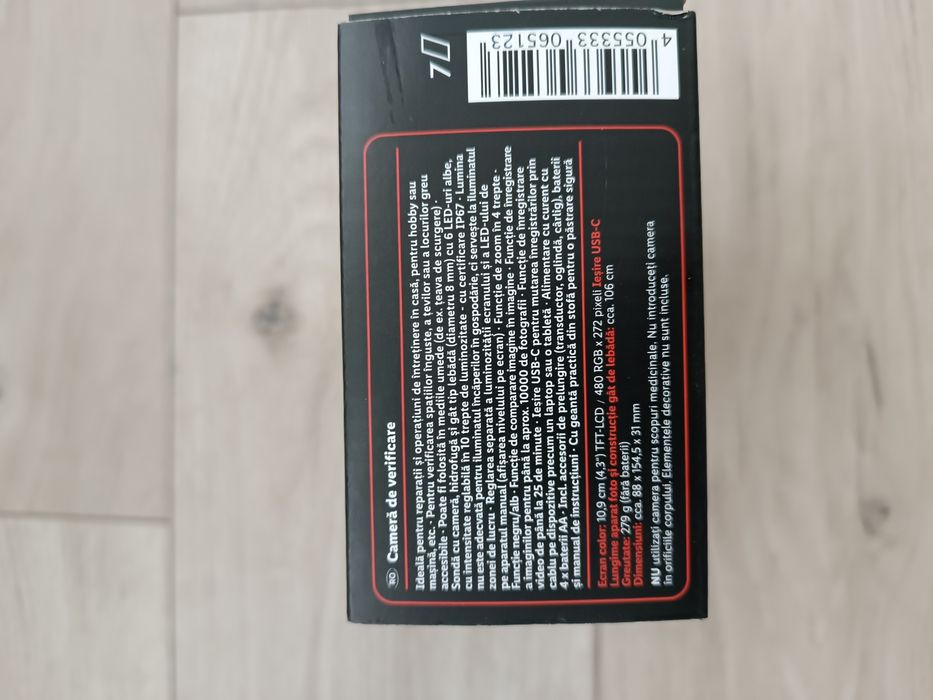 RO Cameră de verificare
Ideală pentru reparații și operațiuni de întreținere în casă, pentru hobby sau
mașină, etc. · Pentru verificarea spațiilor înguste, a țevilor sau a locurilor greu
accesibile · Poate fi folosită în mediile umede (de ex. țeava de scurgere) ·
Sondă cu cameră, hidrofugă și gât tip lebădă (diametru 8 mm) cu 6 LED-uri albe,
cu intensitate reglabilă în 10 trepte de luminozitate · cu certificare IP67 · Lumina
nu este adecvată pentru iluminatul încăperilor în gospodărie, ci servește la iluminatul
zonei de lucru · Reglarea separată a luminozității ecranului și a LED-ului de
pe aparatul manual (afișarea nivelului pe ecran) · Funcție de zoom în 4 trepte ·
Funcție negru/alb · Funcție de comparare imagine în imagine · Funcție de înregistrare
a imaginilor pentru până la aprox. 10000 de fotografii · Funcție de înregistrare
video de până la 25 de minute · Ieșire USB-C pentru mutarea înregistrărilor prin
cablu pe dispozitive precum un laptop sau o tabletă · Alimentare cu curent cu
4 x baterii AA · Incl. accesorii de prelungire (transductor, oglindă, cârlig), baterii
și manual de instrucțiuni · Cu geantă practică din stofă pentru o păstrare sigură
Ecran color: 10,9 cm (4,3") TFT-LCD / 480 RGB x 272 pixeli Ieșire USB-C
Lungime aparat foto și construcție gât de lebădă: cca. 106 cm
Greutate: 279 g (fără baterii)
Dimensiuni: cca. 88 x 154,5 x 31 mm
NU utilizați camera pentru scopuri medicinale. Nu introduceți camera
în orificiile corpului. Elementele decorative nu sunt incluse.
4 055333 065123